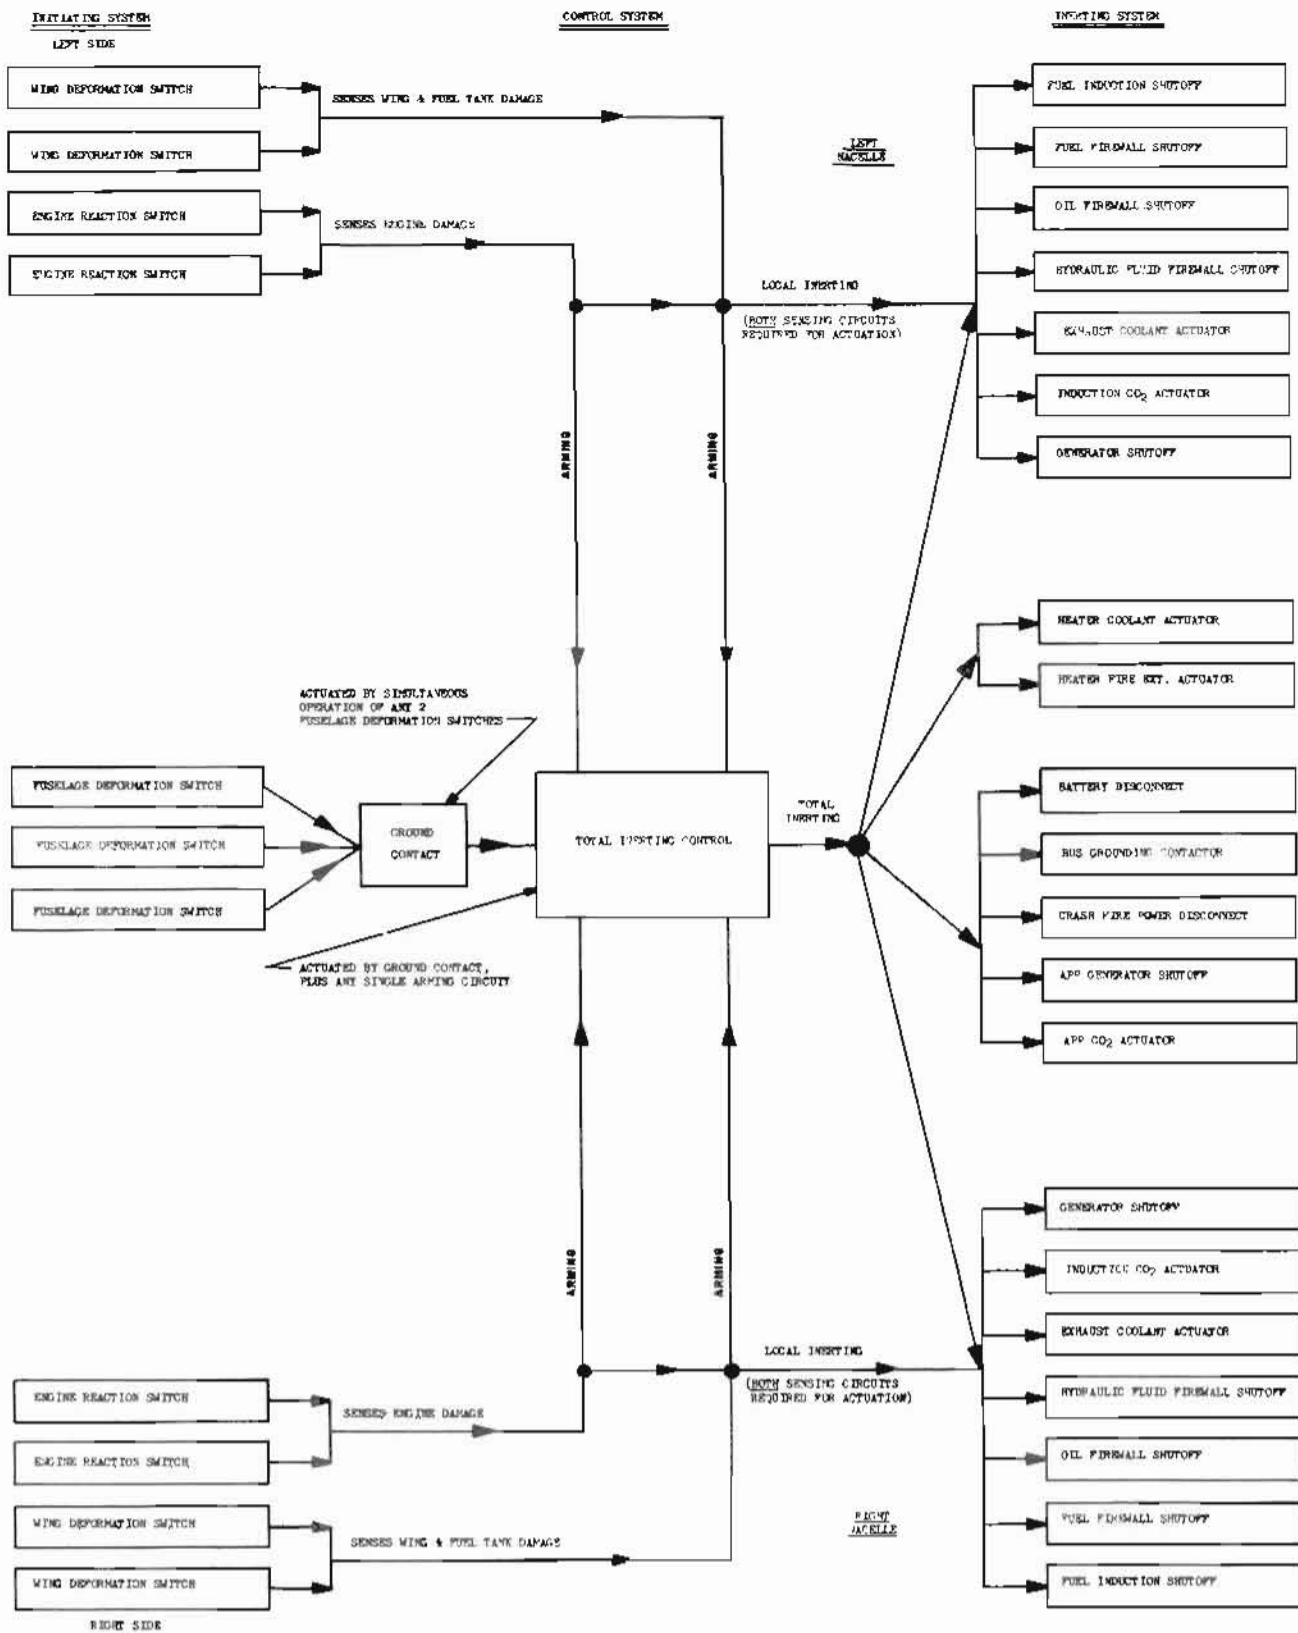 INITIATING SYSTEM
LEFT SIDE
WING DEFORMATION SWITCH
WING DEFORMATION SWITCH
ENGINE REACTION SWITCH
ENGINE REACTION SWITCH
SENSES WING & FUEL TANK DAMAGE
SENSES ENGINE DAMAGE
CONTROL SYSTEM
LOCAL INERTING
(BOTH SENSING CIRCUITS
REQUIRED FOR ACTUATION)
ARMING
ARMING
INERTING SYSTEM
LEFT
NACELLE
FUEL INDUCTION SHUTOFF
FUEL FIREWALL SHUTOFF
OIL FIREWALL SHUTOFF
HYDRAULIC FLUID FIREWALL SHUTOFF
EXHAUST COOLANT ACTUATOR
INDUCTION CO2 ACTUATOR
GENERATOR SHUTOFF
ACTUATED BY SIMULTANEOUS
OPERATION OF ANY 2
FUSELAGE DEFORMATION SWITCHES
FUSELAGE DEFORMATION SWITCH
FUSELAGE DEFORMATION SWITCH
FUSELAGE DEFORMATION SWITCH
GROUND
CONTACT
TOTAL INERTING CONTROL
TOTAL
INERTING
ACTUATED BY GROUND CONTACT,
PLUS ANY SINGLE ARMING CIRCUIT
HEATER COOLANT ACTUATOR
HEATER FIRE EXT. ACTUATOR
BATTERY DISCONNECT
BUS GROUNDING CONTACTOR
CRASH FIRE POWER DISCONNECT
APP GENERATOR SHUTOFF
APP CO2 ACTUATOR
ARMING
ARMING
LOCAL INERTING
(BOTH SENSING CIRCUITS
REQUIRED FOR ACTUATION)
ENGINE REACTION SWITCH
ENGINE REACTION SWITCH
WING DEFORMATION SWITCH
WING DEFORMATION SWITCH
RIGHT SIDE
SENSES ENGINE DAMAGE
SENSES WING & FUEL TANK DAMAGE
RIGHT
NACELLE
GENERATOR SHUTOFF
INDUCTION CO2 ACTUATOR
EXHAUST COOLANT ACTUATOR
HYDRAULIC FLUID FIREWALL SHUTOFF
OIL FIREWALL SHUTOFF
FUEL FIREWALL SHUTOFF
FUEL INDUCTION SHUTOFF